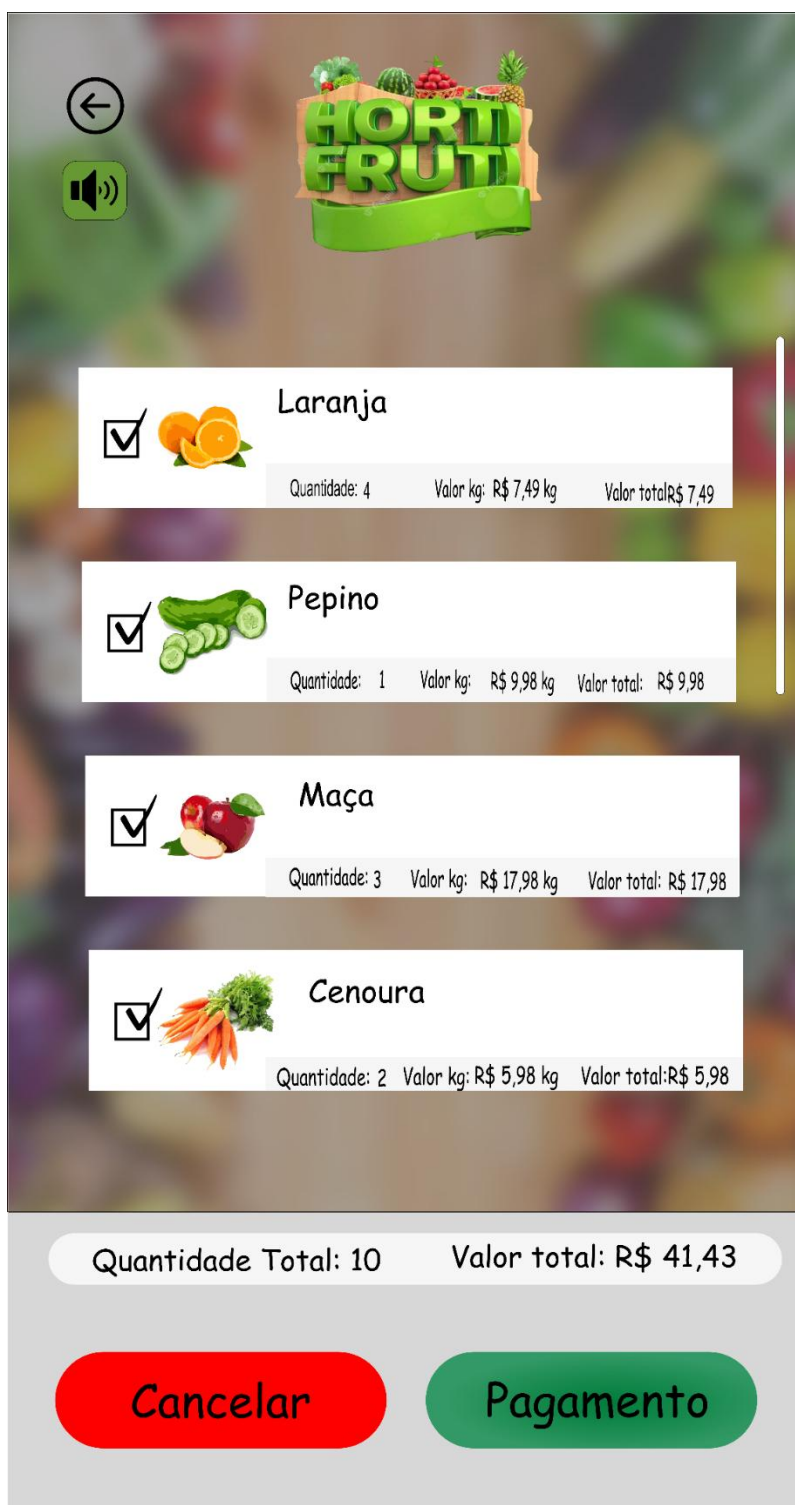 HORTI
FRUTI
Laranja
Quantidade: 4 Valor kg: R$ 7,49 kg Valor totalR$ 7,49
Pepino
Quantidade: 1 Valor kg: R$ 9,98 kg Valor total: R$ 9,98
Maça
Quantidade: 3 Valor kg: R$ 17,98 kg Valor total: R$ 17,98
Cenoura
Quantidade: 2 Valor kg: R$ 5,98 kg Valor total:R$ 5,98
Quantidade Total: 10 Valor total: R$ 41,43
Cancelar Pagamento